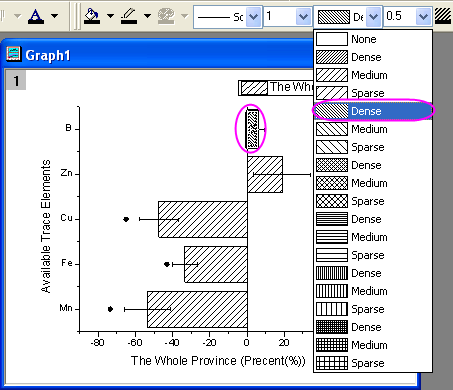 A Sc 1 De 0.5
Graph1
1
The Whol
None
Dense
Medium
Sparse
Dense
Medium
Sparse
Dense
Medium
Sparse
Dense
Medium
Sparse
Dense
Medium
Sparse
Dense
Medium
Sparse
Available Trace Elements
B
Zn
Cu
Fe
Mn
-80 -60 -40 -20 0 20
The Whole Province (Precent(%))